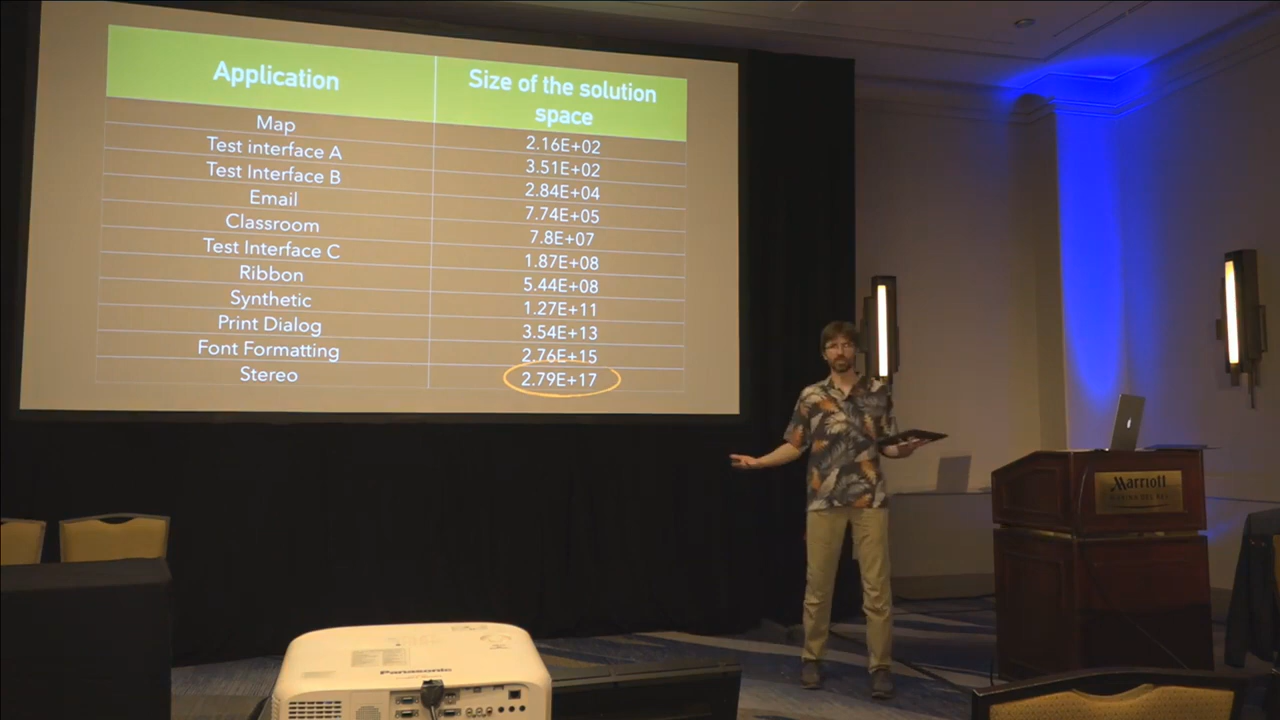 Application
Size of the solution
space
Map
2.16E+02
Test interface A
3.51E+02
Test Interface B
2.84E+04
Email
7.74E+05
Classroom
7.8E+07
Test Interface C
1.87E+08
Ribbon
5.44E+08
Synthetic
1.27E+11
Print Dialog
3.54E+13
Font Formatting
2.76E+15
Stereo
2.79E+17
Marriott
Panasonic